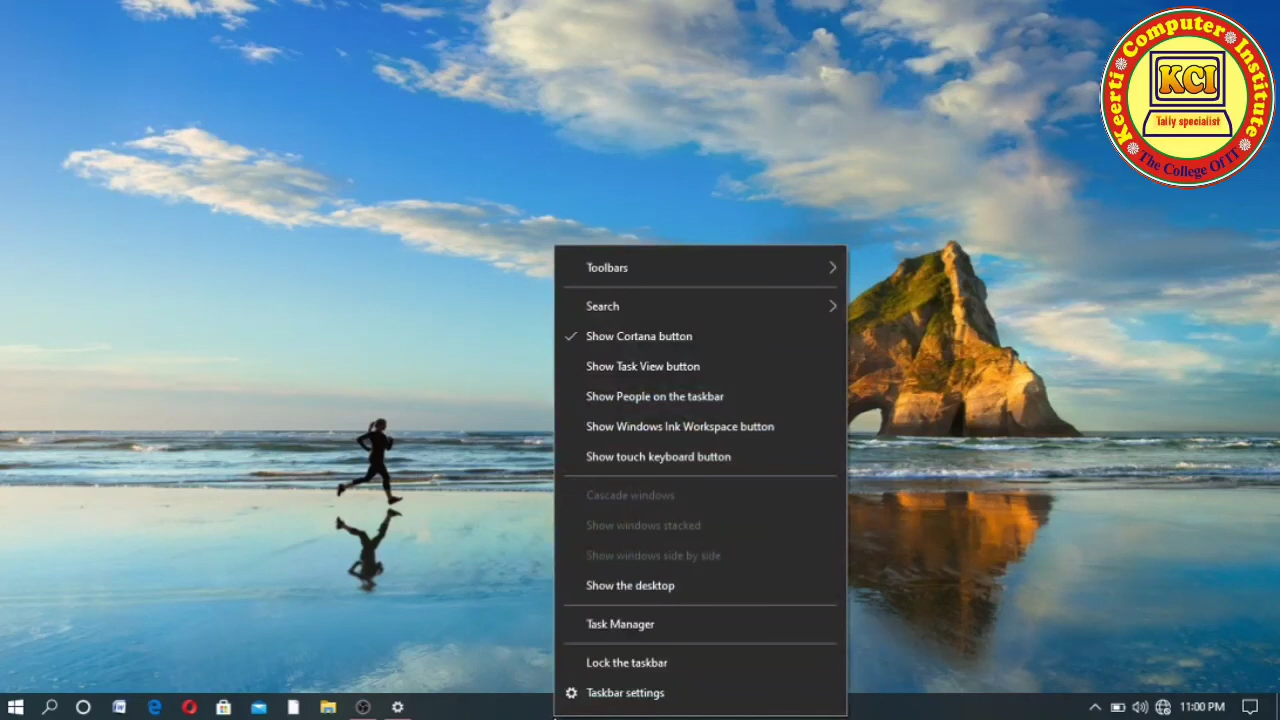 Keerti Computer Institute
KCI
Tally specialist
The College Of IT
Toolbars
Search
Show Cortana button
Show Task View button
Show People on the taskbar
Show Windows Ink Workspace button
Show touch keyboard button
Cascade windows
Show windows stacked
Show windows side by side
Show the desktop
Task Manager
Lock the taskbar
Taskbar settings
11:00 PM